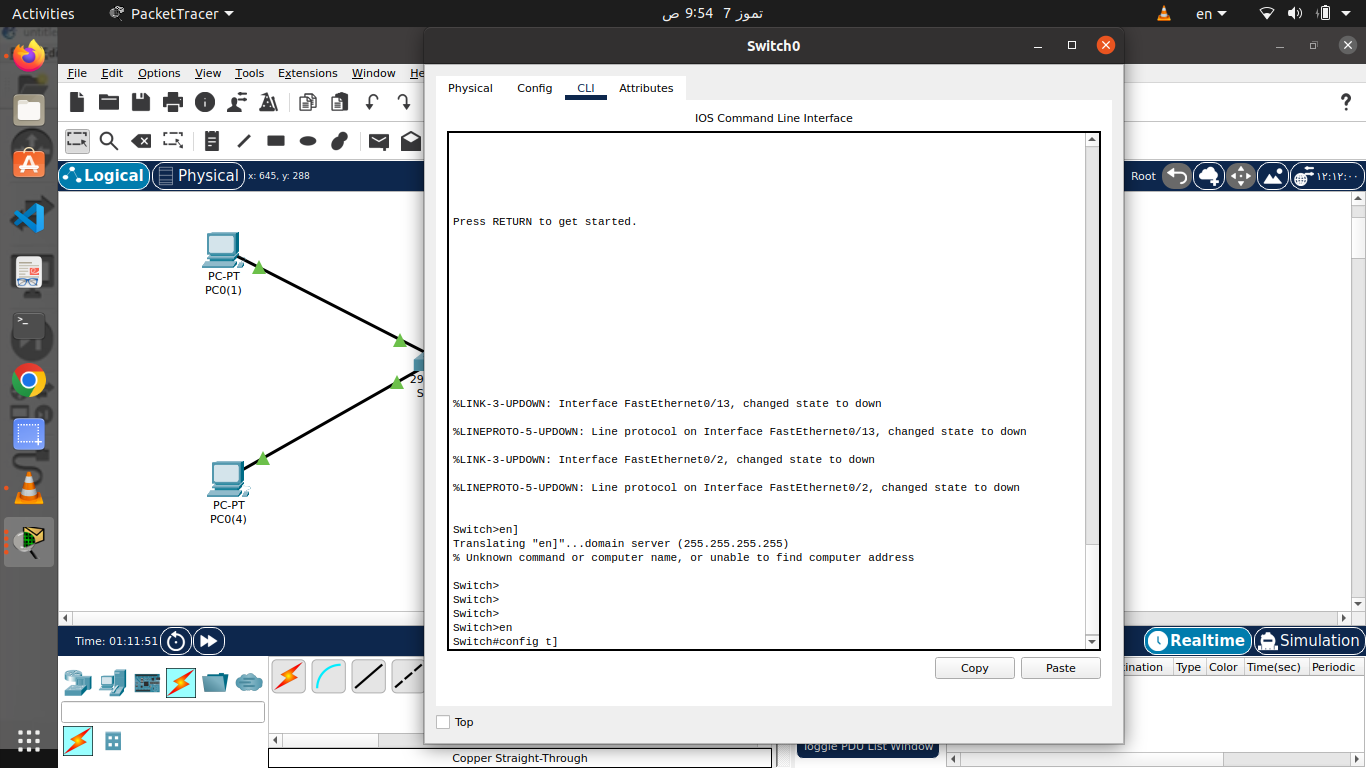 Activities
PacketTracer
تموز 7 9:54 ص
en
Switch0
File Edit Options View Tools Extensions Window He
Physical Config CLI Attributes
IOS Command Line Interface
Logical
Physical
x: 645, y: 288
Root
١٢:١٢:٠٠
Press RETURN to get started.
PC-PT
PC0(1)
29
S
PC-PT
PC0(4)
%LINK-3-UPDOWN: Interface FastEthernet0/13, changed state to down
%LINEPROTO-5-UPDOWN: Line protocol on Interface FastEthernet0/13, changed state to down
%LINK-3-UPDOWN: Interface FastEthernet0/2, changed state to down
%LINEPROTO-5-UPDOWN: Line protocol on Interface FastEthernet0/2, changed state to down
Switch>en]
Translating "en]"...domain server (255.255.255.255)
% Unknown command or computer name, or unable to find computer address
Switch>
Switch>
Switch>
Switch>en
Switch#config t]
Copy
Paste
Top
Time: 01:11:51
Realtime
Simulation
ination Type Color Time(sec) Periodic
Toggle PDU List Window
Copper Straight-Through